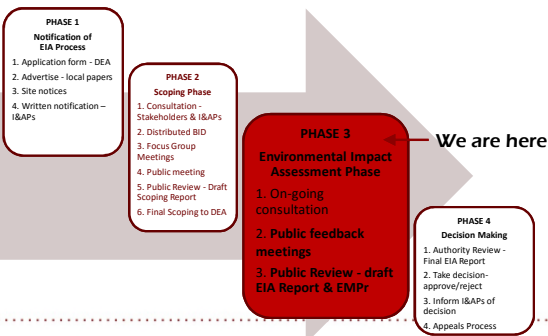 PHASE 1
Notification of
EIA Process
1. Application form - DEA
2. Advertise - local papers
3. Site notices
4. Written notification –
I&APs
PHASE 2
Scoping Phase
1. Consultation -
Stakeholders & I&APs
2. Distributed BID
3. Focus Group
Meetings
4. Public meeting
5. Public Review - Draft
Scoping Report
6. Final Scoping to DEA
PHASE 3
Environmental Impact
Assessment Phase
1. On-going
consultation
2. Public feedback
meetings
3. Public Review - draft
EIA Report & EMPr
We are here
PHASE 4
Decision Making
1. Authority Review -
Final EIA Report
2. Take decision-
approve/reject
3. Inform I&APs of
decision
4. Appeals Process